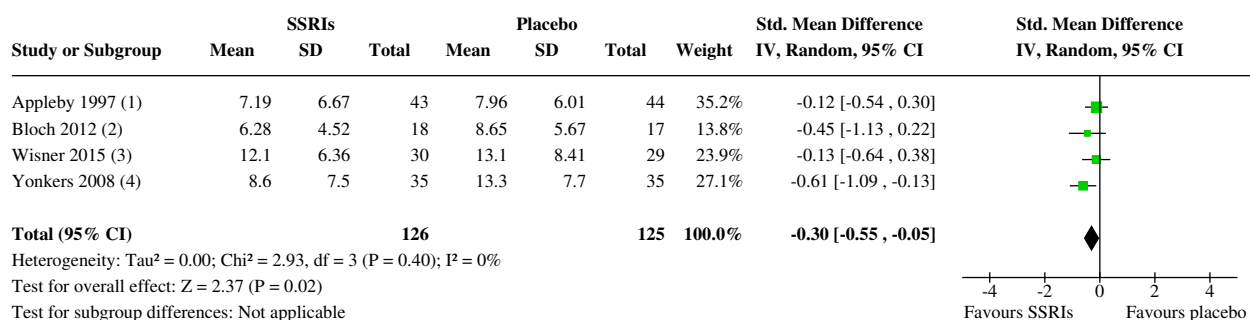 SSRIs Placebo Std. Mean Difference Std. Mean Difference
Study or Subgroup Mean SD Total Mean SD Total Weight IV, Random, 95% CI IV, Random, 95% CI
Appleby 1997 (1) 7.19 6.67 43 7.96 6.01 44 35.2% -0.12 [-0.54 , 0.30]
Bloch 2012 (2) 6.28 4.52 18 8.65 5.67 17 13.8% -0.45 [-1.13 , 0.22]
Wisner 2015 (3) 12.1 6.36 30 13.1 8.41 29 23.9% -0.13 [-0.64 , 0.38]
Yonkers 2008 (4) 8.6 7.5 35 13.3 7.7 35 27.1% -0.61 [-1.09 , -0.13]
Total (95% CI) 126 125 100.0% -0.30 [-0.55 , -0.05]
Heterogeneity: Tau² = 0.00; Chi² = 2.93, df = 3 (P = 0.40); I² = 0%
Test for overall effect: Z = 2.37 (P = 0.02)
-4 -2 0 2 4
Test for subgroup differences: Not applicable Favours SSRIs Favours placebo